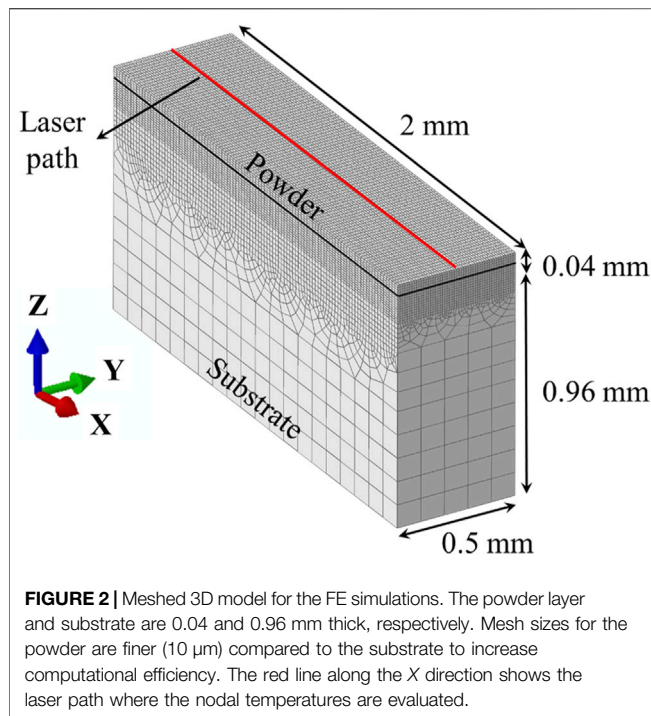 Laser
path
Powder
2 mm
0.04 mm
Z
Y
X
Substrate
0.96 mm
0.5 mm
FIGURE 2 | Meshed 3D model for the FE simulations. The powder layer
and substrate are 0.04 and 0.96 mm thick, respectively. Mesh sizes for the
powder are finer (10 μm) compared to the substrate to increase
computational efficiency. The red line along the X direction shows the
laser path where the nodal temperatures are evaluated.